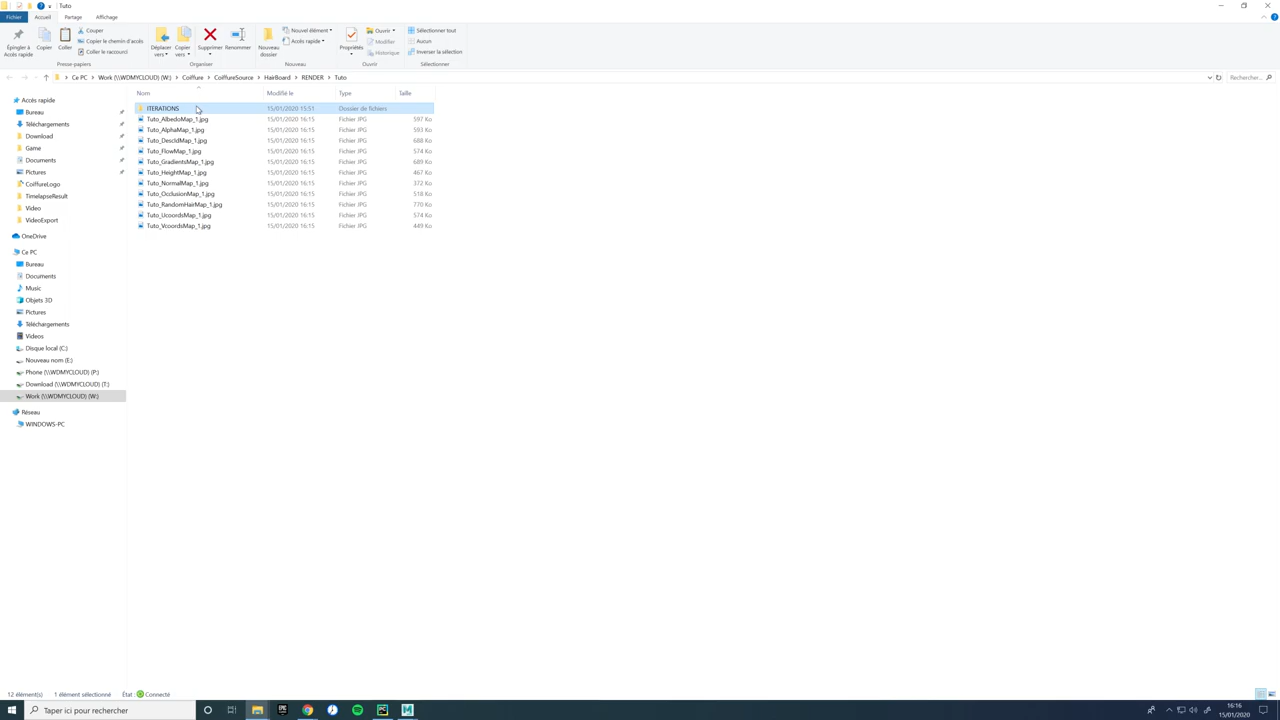 Tuto
Fichier Accueil Partage Affichage
Épingler à Accès rapide
Copier
Coller
Couper
Copier le chemin d'accès
Coller le raccourci
Déplacer vers
Copier vers
Supprimer
Renommer
Nouveau dossier
Nouvel élément
Accès rapide
Propriétés
Ouvrir
Modifier
Historique
Sélectionner tout
Aucun
Inverser la sélection
Presse-papiers Organiser Nouveau Ouvrir Sélectionner
Ce PC > Work (\\WDMYCLOUD) (W:) > Coiffure > CoiffureSource > HairBoard > RENDER > Tuto
Rechercher...
Nom Modifié le Type Taille
ITERATIONS 15/01/2020 15:51 Dossier de fichiers
Tuto_AlbedoMap_1.jpg 15/01/2020 16:15 Fichier JPG 597 Ko
Tuto_AlphaMap_1.jpg 15/01/2020 16:15 Fichier JPG 593 Ko
Tuto_DescIdMap_1.jpg 15/01/2020 16:15 Fichier JPG 688 Ko
Tuto_FlowMap_1.jpg 15/01/2020 16:15 Fichier JPG 574 Ko
Tuto_GradientsMap_1.jpg 15/01/2020 16:15 Fichier JPG 689 Ko
Tuto_HeightMap_1.jpg 15/01/2020 16:15 Fichier JPG 467 Ko
Tuto_NormalMap_1.jpg 15/01/2020 16:15 Fichier JPG 372 Ko
Tuto_OcclusionMap_1.jpg 15/01/2020 16:15 Fichier JPG 518 Ko
Tuto_RandomHairMap_1.jpg 15/01/2020 16:15 Fichier JPG 770 Ko
Tuto_UcoordsMap_1.jpg 15/01/2020 16:15 Fichier JPG 574 Ko
Tuto_VcoordsMap_1.jpg 15/01/2020 16:15 Fichier JPG 449 Ko
Accès rapide
Bureau
Téléchargements
Download
Game
Documents
Pictures
CoiffureLogo
TimelapseResult
Video
VideoExport
OneDrive
Ce PC
Bureau
Documents
Music
Objets 3D
Pictures
Téléchargements
Videos
Disque local (C:)
Nouveau nom (E:)
Phone (\\WDMYCLOUD) (P:)
Download (\\WDMYCLOUD) (T:)
Work (\\WDMYCLOUD) (W:)
Réseau
WINDOWS-PC
12 élément(s) 1 élément sélectionné État : Connecté
Taper ici pour rechercher
16:16
15/01/2020